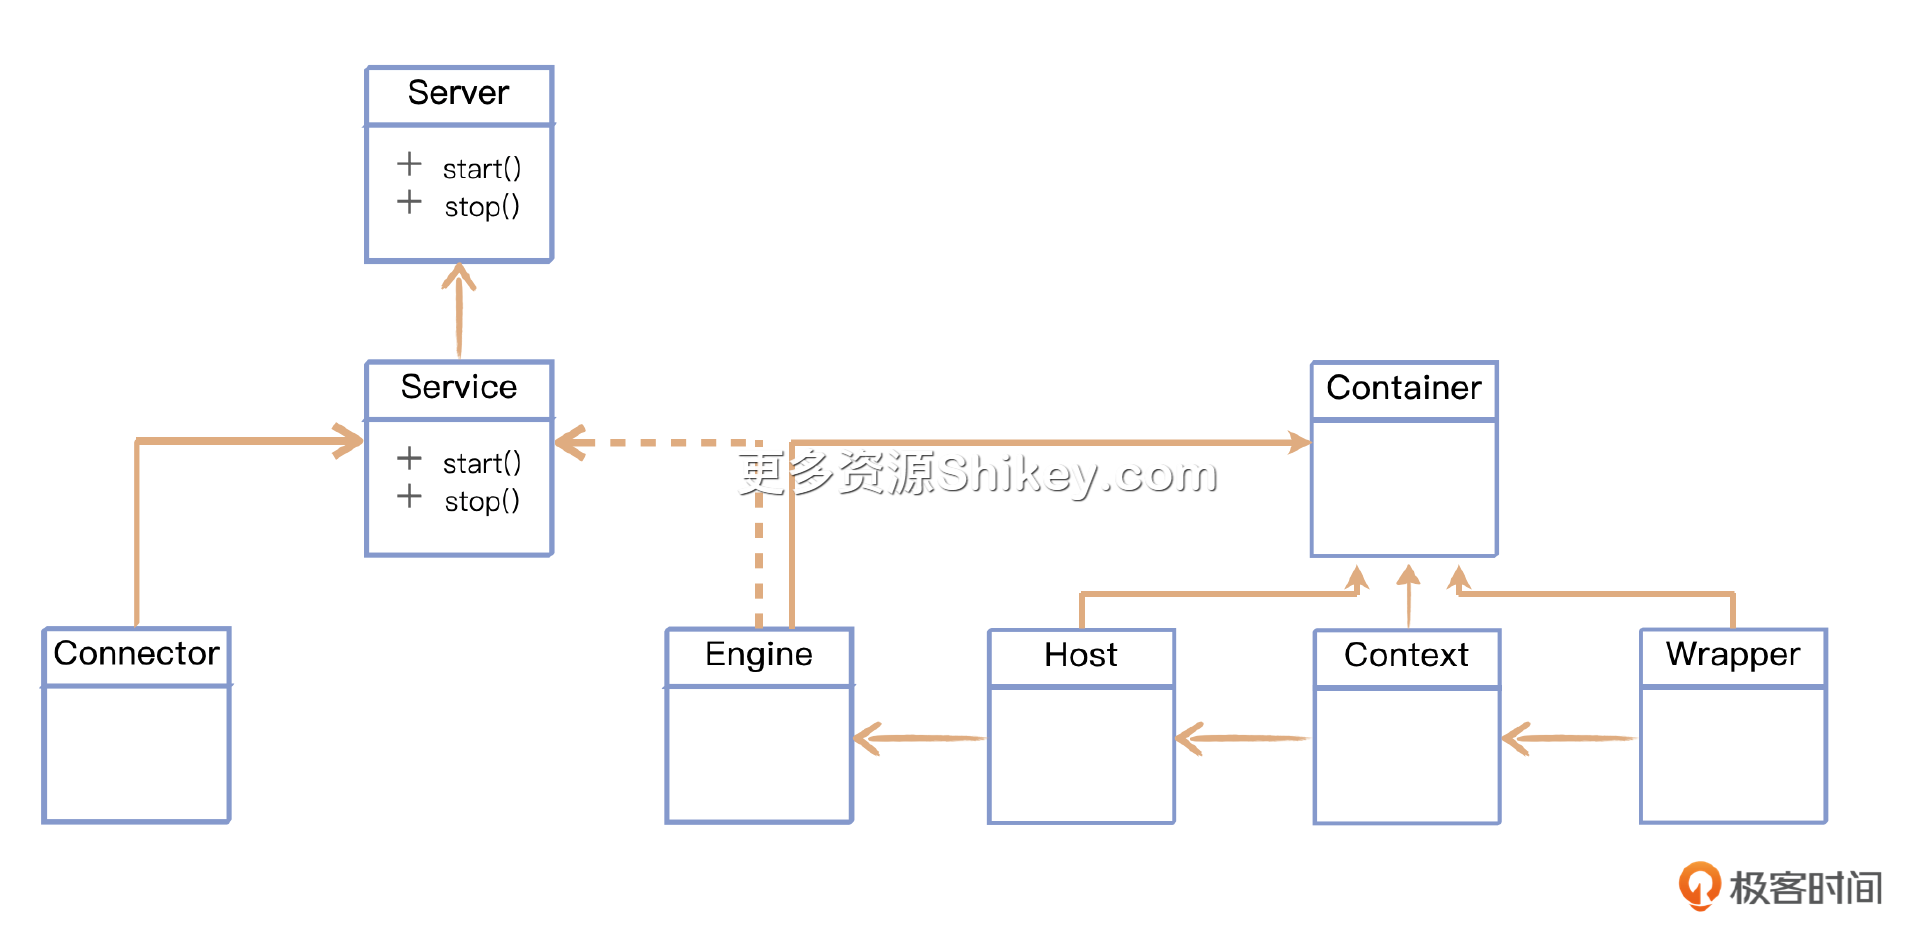 Server
+ start()
+ stop()
Service
+ start()
+ stop()
Container
更多资源Shikey.com
Connector
Engine
Host
Context
Wrapper
极客时间